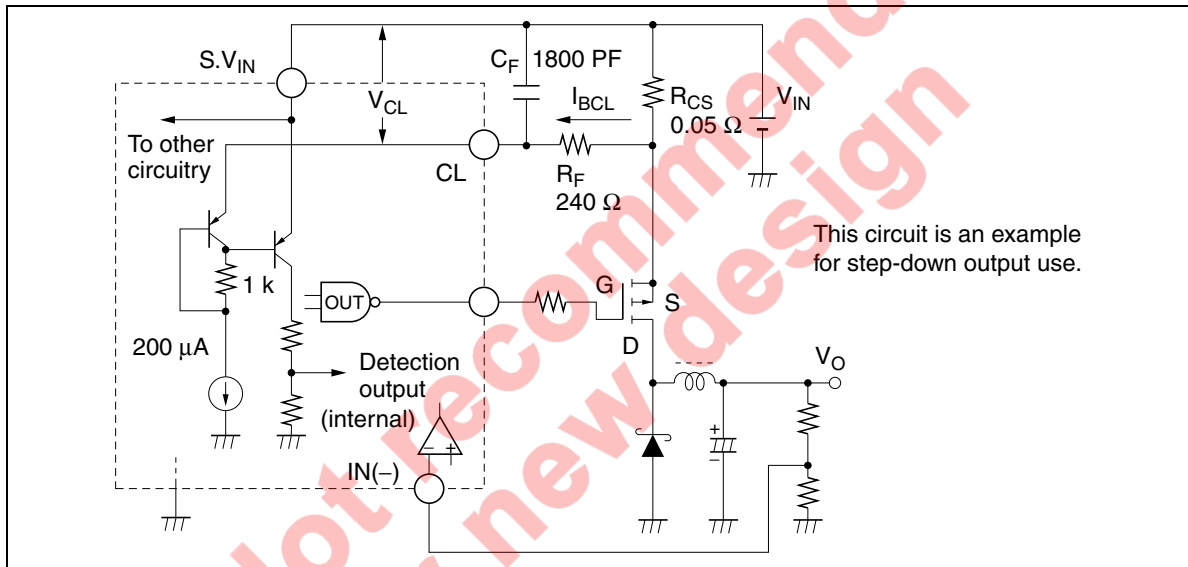 S.VIN
CF 1800 PF
VCL
IBCL
RCS
0.05 Ω
VIN
To other
circuitry
CL
RF
240 Ω
This circuit is an example
for step-down output use.
1 k
OUT
G
S
D
200 μA
Detection
output
(internal)
VO
IN(−)
− +
+
−
not recommend
new design